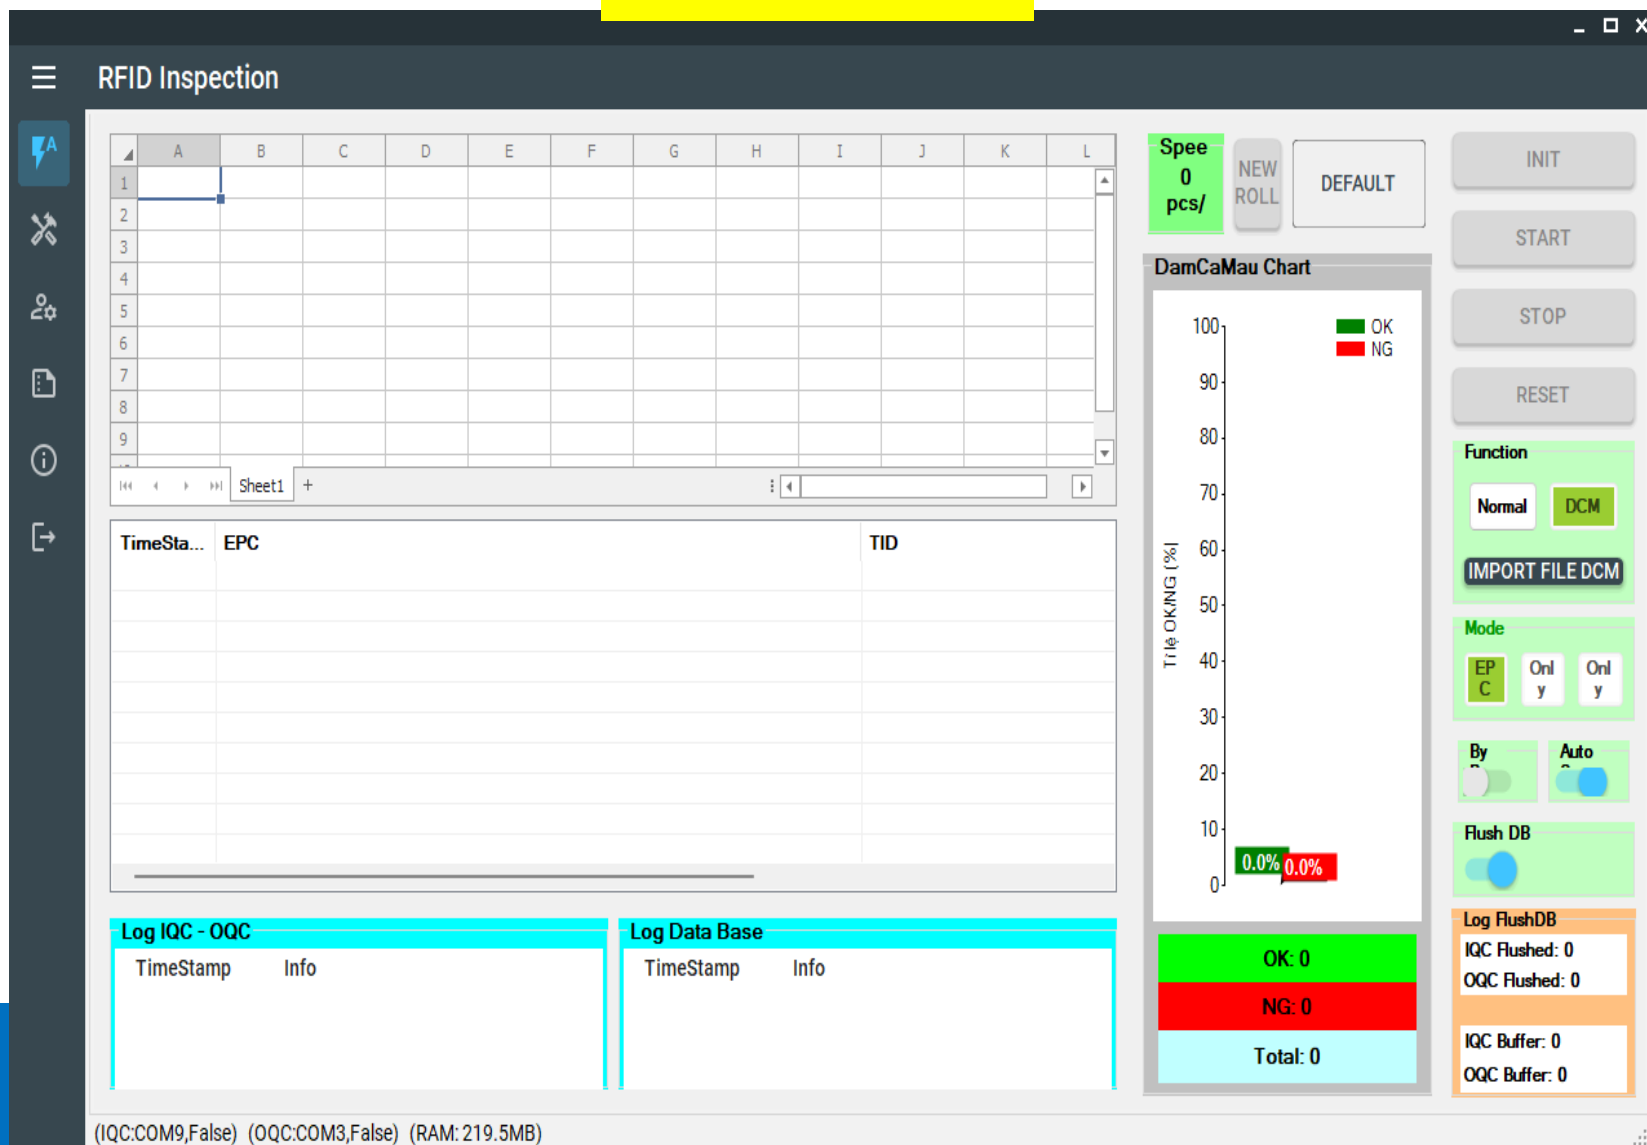 RFID Inspection
A B C D E F G H I J K L
1
2
3
4
5
6
7
8
9
Sheet1 +
TimeSta... EPC TID
Log IQC - OQC
TimeStamp Info
Log Data Base
TimeStamp Info
Spee
0
pcs/
NEW
ROLL
DEFAULT
DamCaMau Chart
OK
NG
100
90
80
70
60
50
40
30
20
10
0
Tỉ lệ OK/NG (%)
0.0% 0.0%
OK: 0
NG: 0
Total: 0
INIT
START
STOP
RESET
Function
Normal DCM
IMPORT FILE DCM
Mode
EP
C
Onl
y
Onl
y
By
Auto
Flush DB
Log FlushDB
IQC Flushed: 0
OQC Flushed: 0
IQC Buffer: 0
OQC Buffer: 0
(IQC:COM9,False) (OQC:COM3,False) (RAM: 219.5MB)